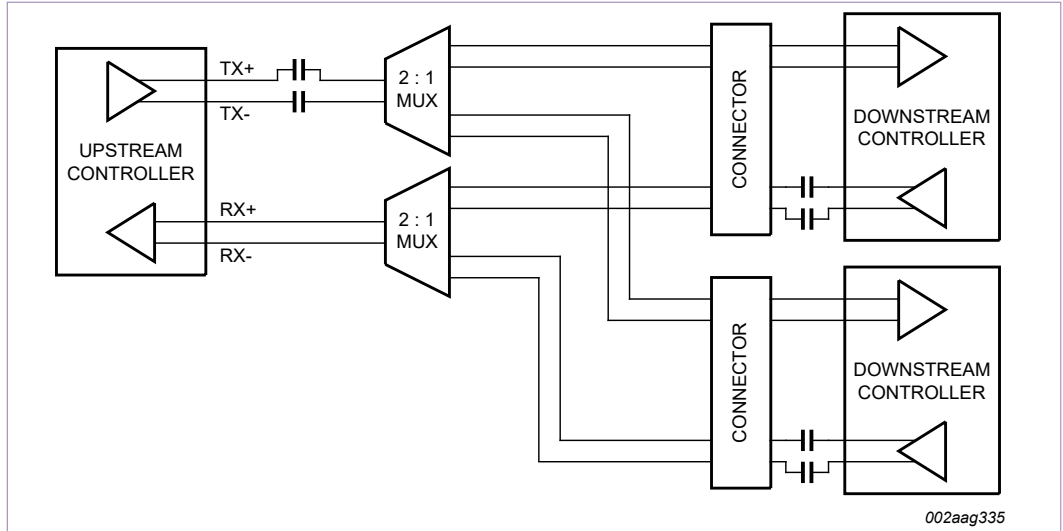 UPSTREAM
CONTROLLER
TX+
TX-
RX+
RX-
2 : 1
MUX
2 : 1
MUX
CONNECTOR
DOWNSTREAM
CONTROLLER
CONNECTOR
DOWNSTREAM
CONTROLLER
002aag335